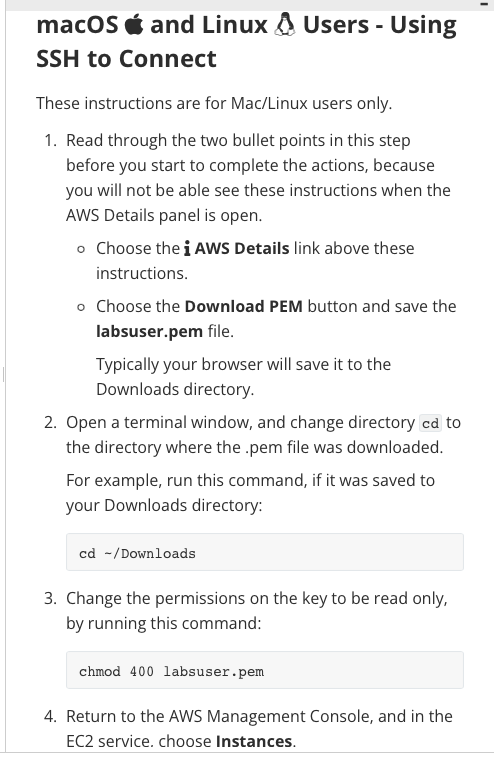 macOS and Linux Users - Using
SSH to Connect
These instructions are for Mac/Linux users only.
1. Read through the two bullet points in this step
before you start to complete the actions, because
you will not be able see these instructions when the
AWS Details panel is open.
Choose the AWS Details link above these
instructions.
Choose the Download PEM button and save the
labsuser.pem file.
Typically your browser will save it to the
Downloads directory.
2. Open a terminal window, and change directory cd to
the directory where the .pem file was downloaded.
For example, run this command, if it was saved to
your Downloads directory:
cd ~/Downloads
3. Change the permissions on the key to be read only,
by running this command:
chmod 400 labsuser.pem
4. Return to the AWS Management Console, and in the
EC2 service, choose Instances.